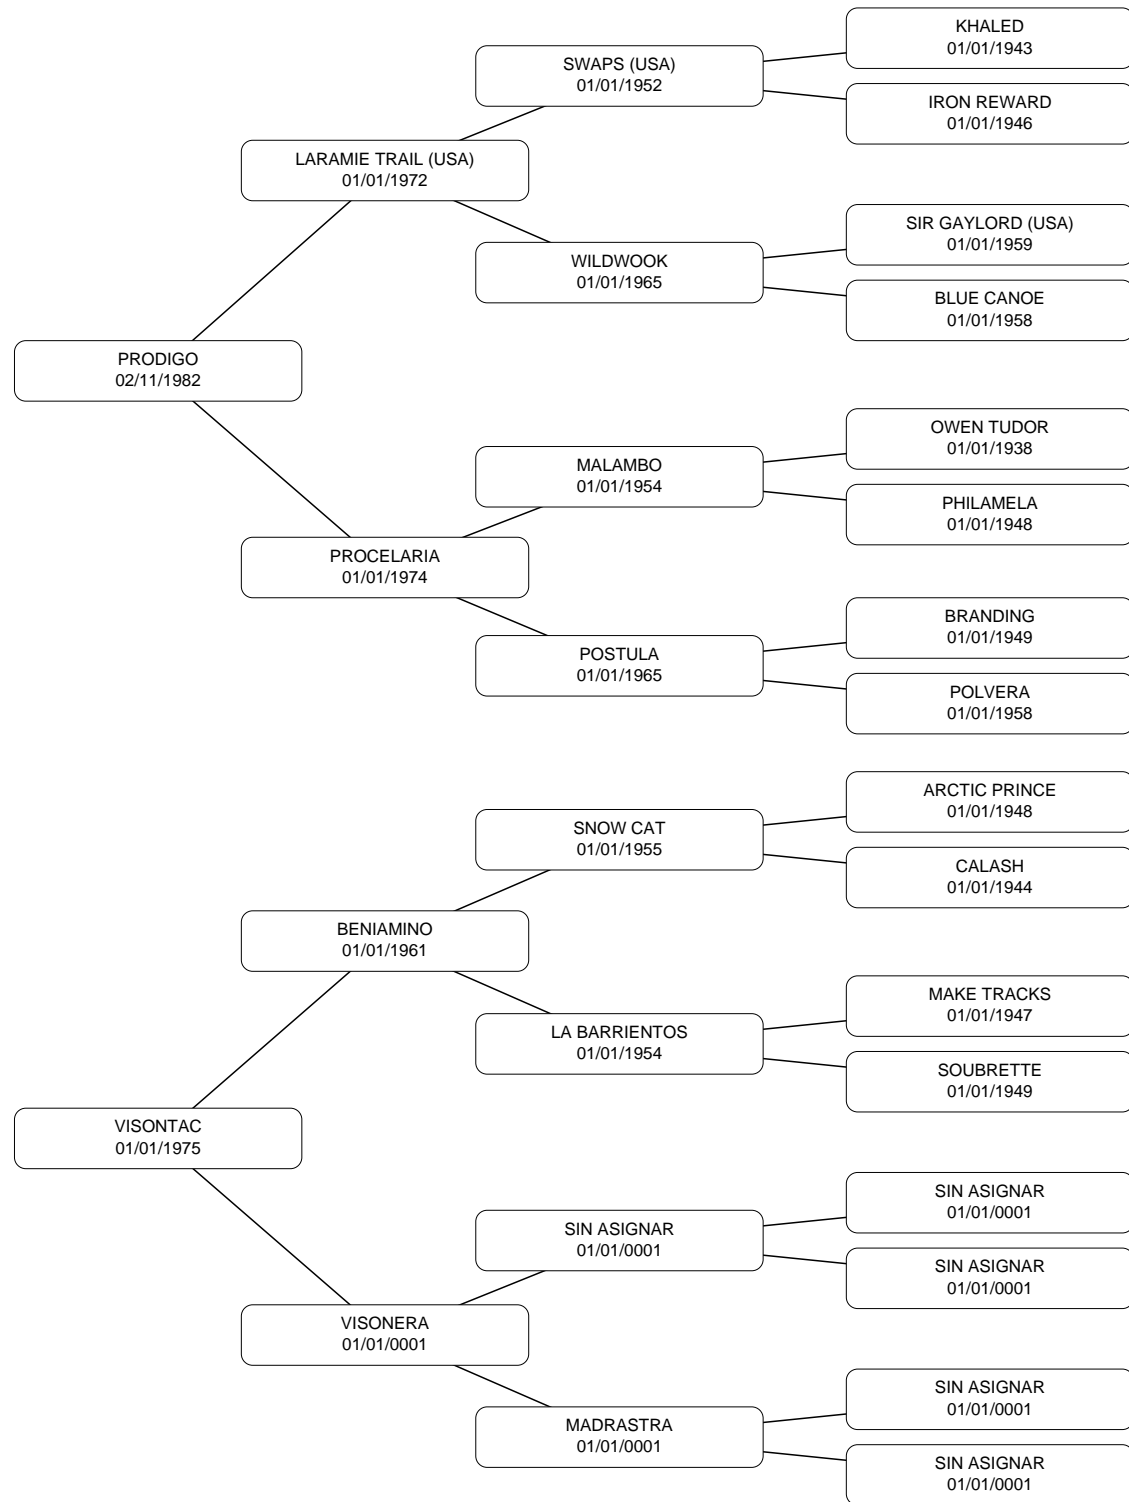 KHALED
01/01/1943
SWAPS (USA)
01/01/1952
IRON REWARD
01/01/1946
LARAMIE TRAIL (USA)
01/01/1972
SIR GAYLORD (USA)
01/01/1959
WILDWOOK
01/01/1965
BLUE CANOE
01/01/1958
PRODIGO
02/11/1982
OWEN TUDOR
01/01/1938
MALAMBO
01/01/1954
PHILAMELA
01/01/1948
PROCELARIA
01/01/1974
BRANDING
01/01/1949
POSTULA
01/01/1965
POLVERA
01/01/1958
ARCTIC PRINCE
01/01/1948
SNOW CAT
01/01/1955
CALASH
01/01/1944
BENIAMINO
01/01/1961
MAKE TRACKS
01/01/1947
LA BARRIENTOS
01/01/1954
SOUBRETTE
01/01/1949
VISONTAC
01/01/1975
SIN ASIGNAR
01/01/0001
SIN ASIGNAR
01/01/0001
SIN ASIGNAR
01/01/0001
VISONERA
01/01/0001
SIN ASIGNAR
01/01/0001
MADRASTRA
01/01/0001
SIN ASIGNAR
01/01/0001